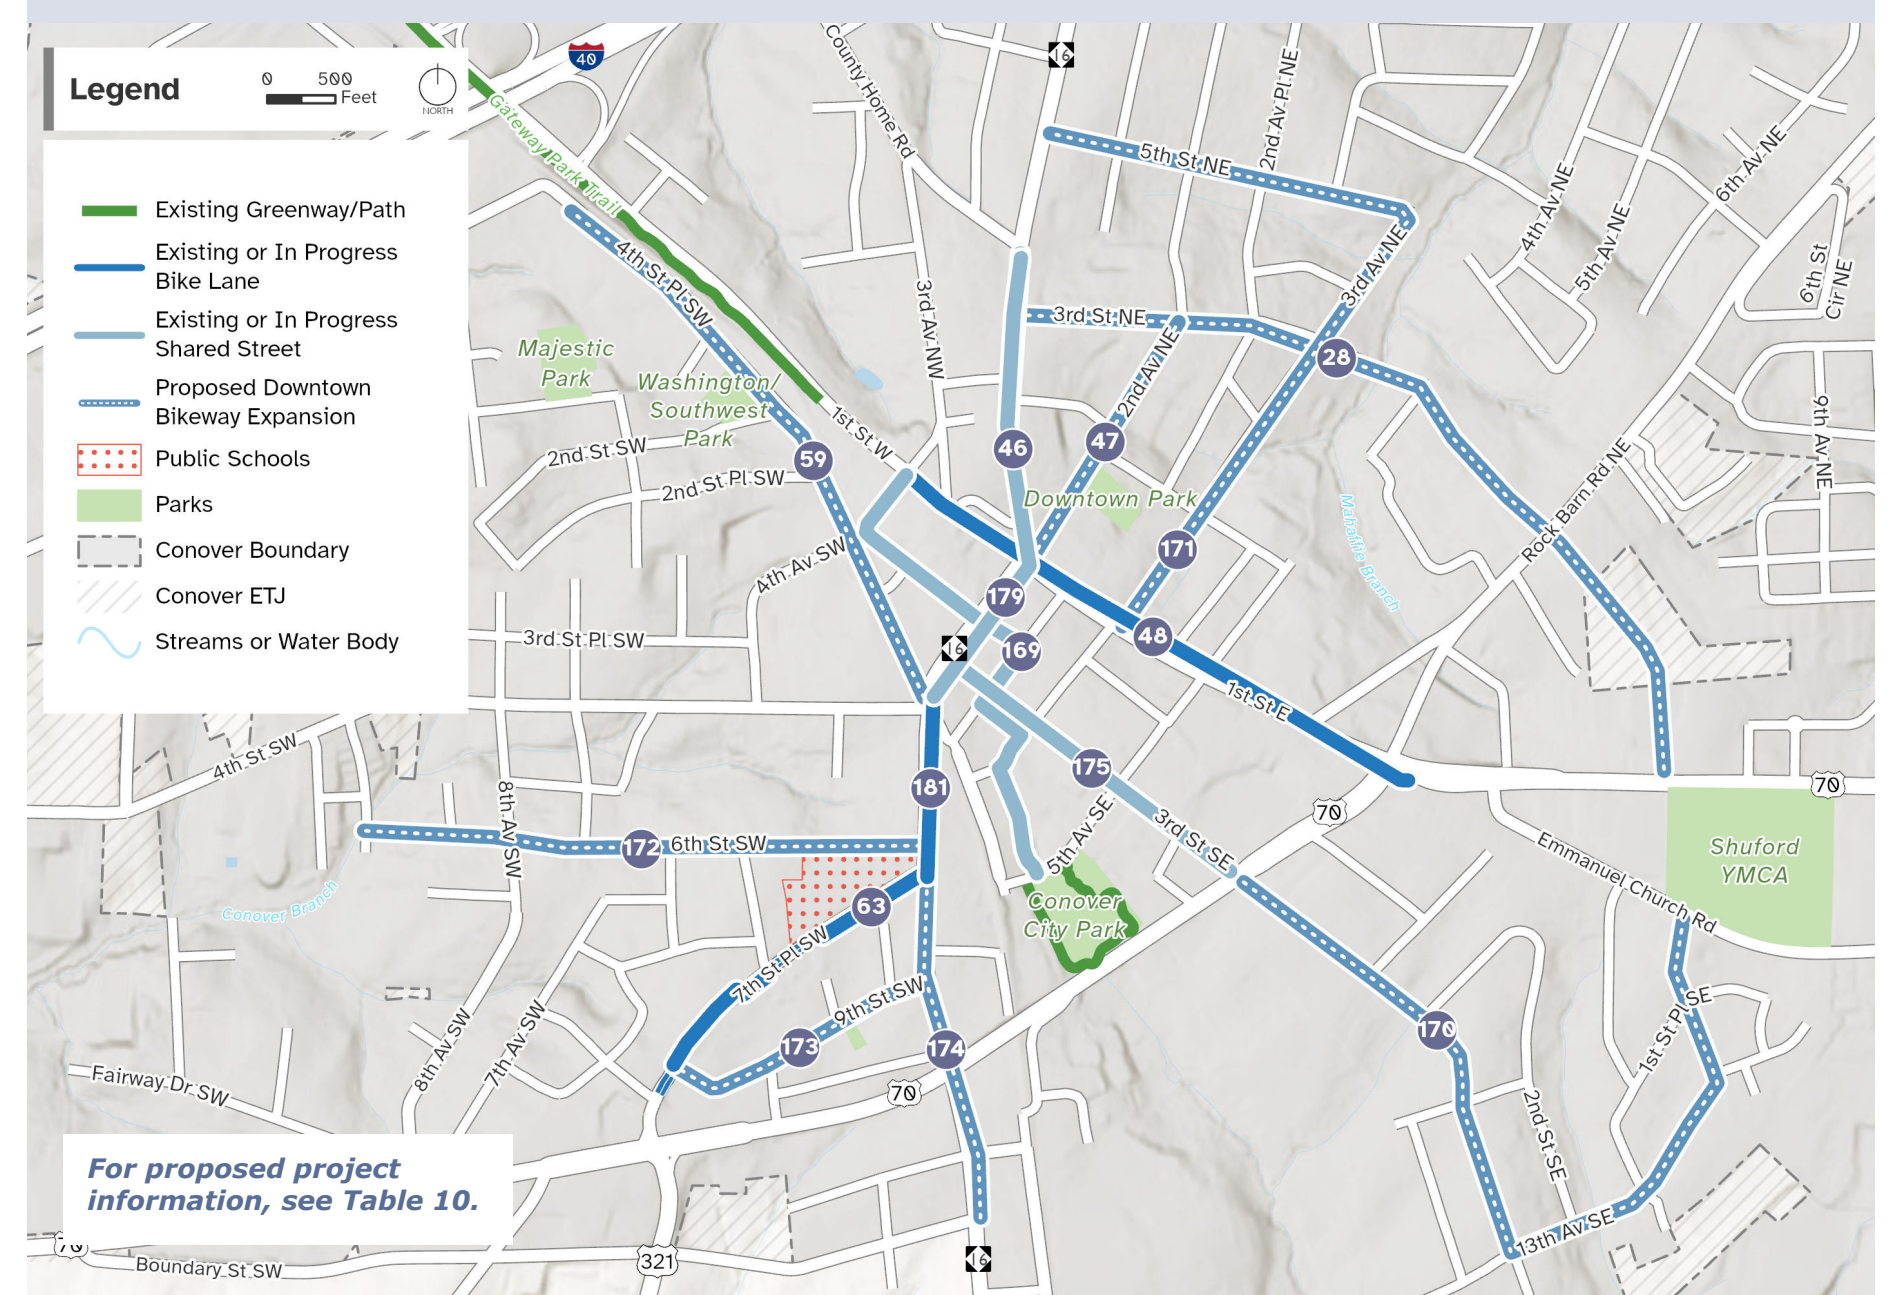 Legend
0 500
Feet
NORTH
Existing Greenway/Path
Existing or In Progress
Bike Lane
Existing or In Progress
Shared Street
Proposed Downtown
Bikeway Expansion
Public Schools
Parks
Conover Boundary
Conover ETJ
Streams or Water Body
40
16
County Home Rd
Gateway Park Trail
5th St NE
2nd Av Pl NE
4th Av NE
5th Av NE
6th Av NE
6th St
Cir NE
4th St Pl SW
3rd Av NW
3rd St NE
3rd Av NE
2nd Av NE
28
Majestic
Park
Washington/
Southwest
Park
1st St W
9th Av NE
2nd St SW
2nd St Pl SW
59
46
47
Downtown Park
Rock Barn Rd NE
Mahaffie Branch
171
4th Av SW
179
48
3rd St Pl SW
16
169
1st St E
4th St SW
8th Av SW
181
175
5th Av SE
3rd St SE
70
70
172
6th St SW
63
Conover Branch
Conover
City Park
Emmanuel Church Rd
Shuford
YMCA
7th St Pl SW
9th St SW
173
174
170
1st St Pl SE
2nd St SE
13th Av SE
8th Av SW
7th Av SW
Fairway Dr SW
70
For proposed project
information, see Table 10.
70
Boundary St SW
321
16